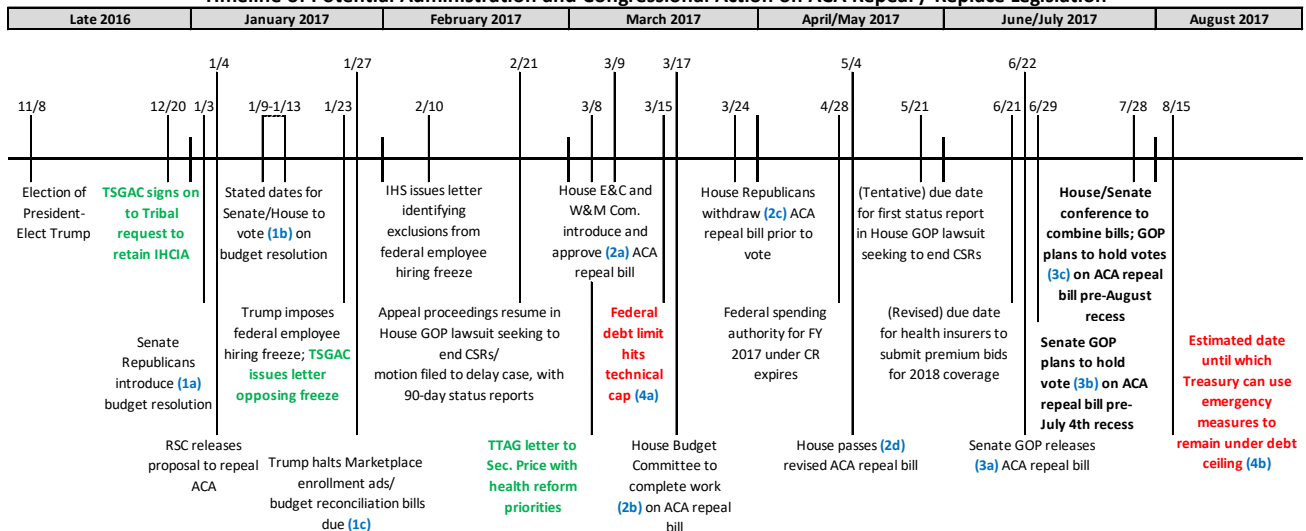 Timeline of Potential Administration and Congressional Action on ACA Repeal / Replace Legislation
Late 2016
January 2017
February 2017
March 2017
April/May 2017
June/July 2017
August 2017
1/4
1/27
2/21
3/9
3/17
5/4
6/22
11/8
12/20
1/3
1/9-1/13
1/23
2/10
3/8
3/15
3/24
4/28
5/21
6/21
6/29
7/28
8/15
Election of
President-
Elect Trump
TSGAC signs on
to Tribal
request to
retain IHCIA
Stated dates for
Senate/House to
vote (1b) on
budget resolution
IHS issues letter
identifying
exclusions from
federal employee
hiring freeze
House E&C and
W&M Com.
introduce and
approve (2a) ACA
repeal bill
House Republicans
withdraw (2c) ACA
repeal bill prior to
vote
(Tentative) due date
for first status report
in House GOP lawsuit
seeking to end CSRs
House/Senate
conference to
combine bills; GOP
plans to hold votes
(3c) on ACA repeal
bill pre-August
recess
Senate
Republicans
introduce (1a)
budget resolution
Trump imposes
federal employee
hiring freeze; TSGAC
issues letter
opposing freeze
Appeal proceedings resume in
House GOP lawsuit seeking to
end CSRs/
motion filed to delay case, with
90-day status reports
Federal
debt limit
hits
technical
cap (4a)
Federal spending
authority for FY
2017 under CR
expires
(Revised) due date
for health insurers to
submit premium bids
for 2018 coverage
Senate GOP
plans to hold
vote (3b) on ACA
repeal bill pre-
July 4th recess
Estimated date
until which
Treasury can use
emergency
measures to
remain under debt
ceiling (4b)
RSC releases
proposal to repeal
ACA
Trump halts Marketplace
enrollment ads/
budget reconciliation bills
due (1c)
TTAG letter to
Sec. Price with
health reform
priorities
House Budget
Committee to
complete work
(2b) on ACA repeal
bill
House passes (2d)
revised ACA repeal bill
Senate GOP releases
(3a) ACA repeal bill